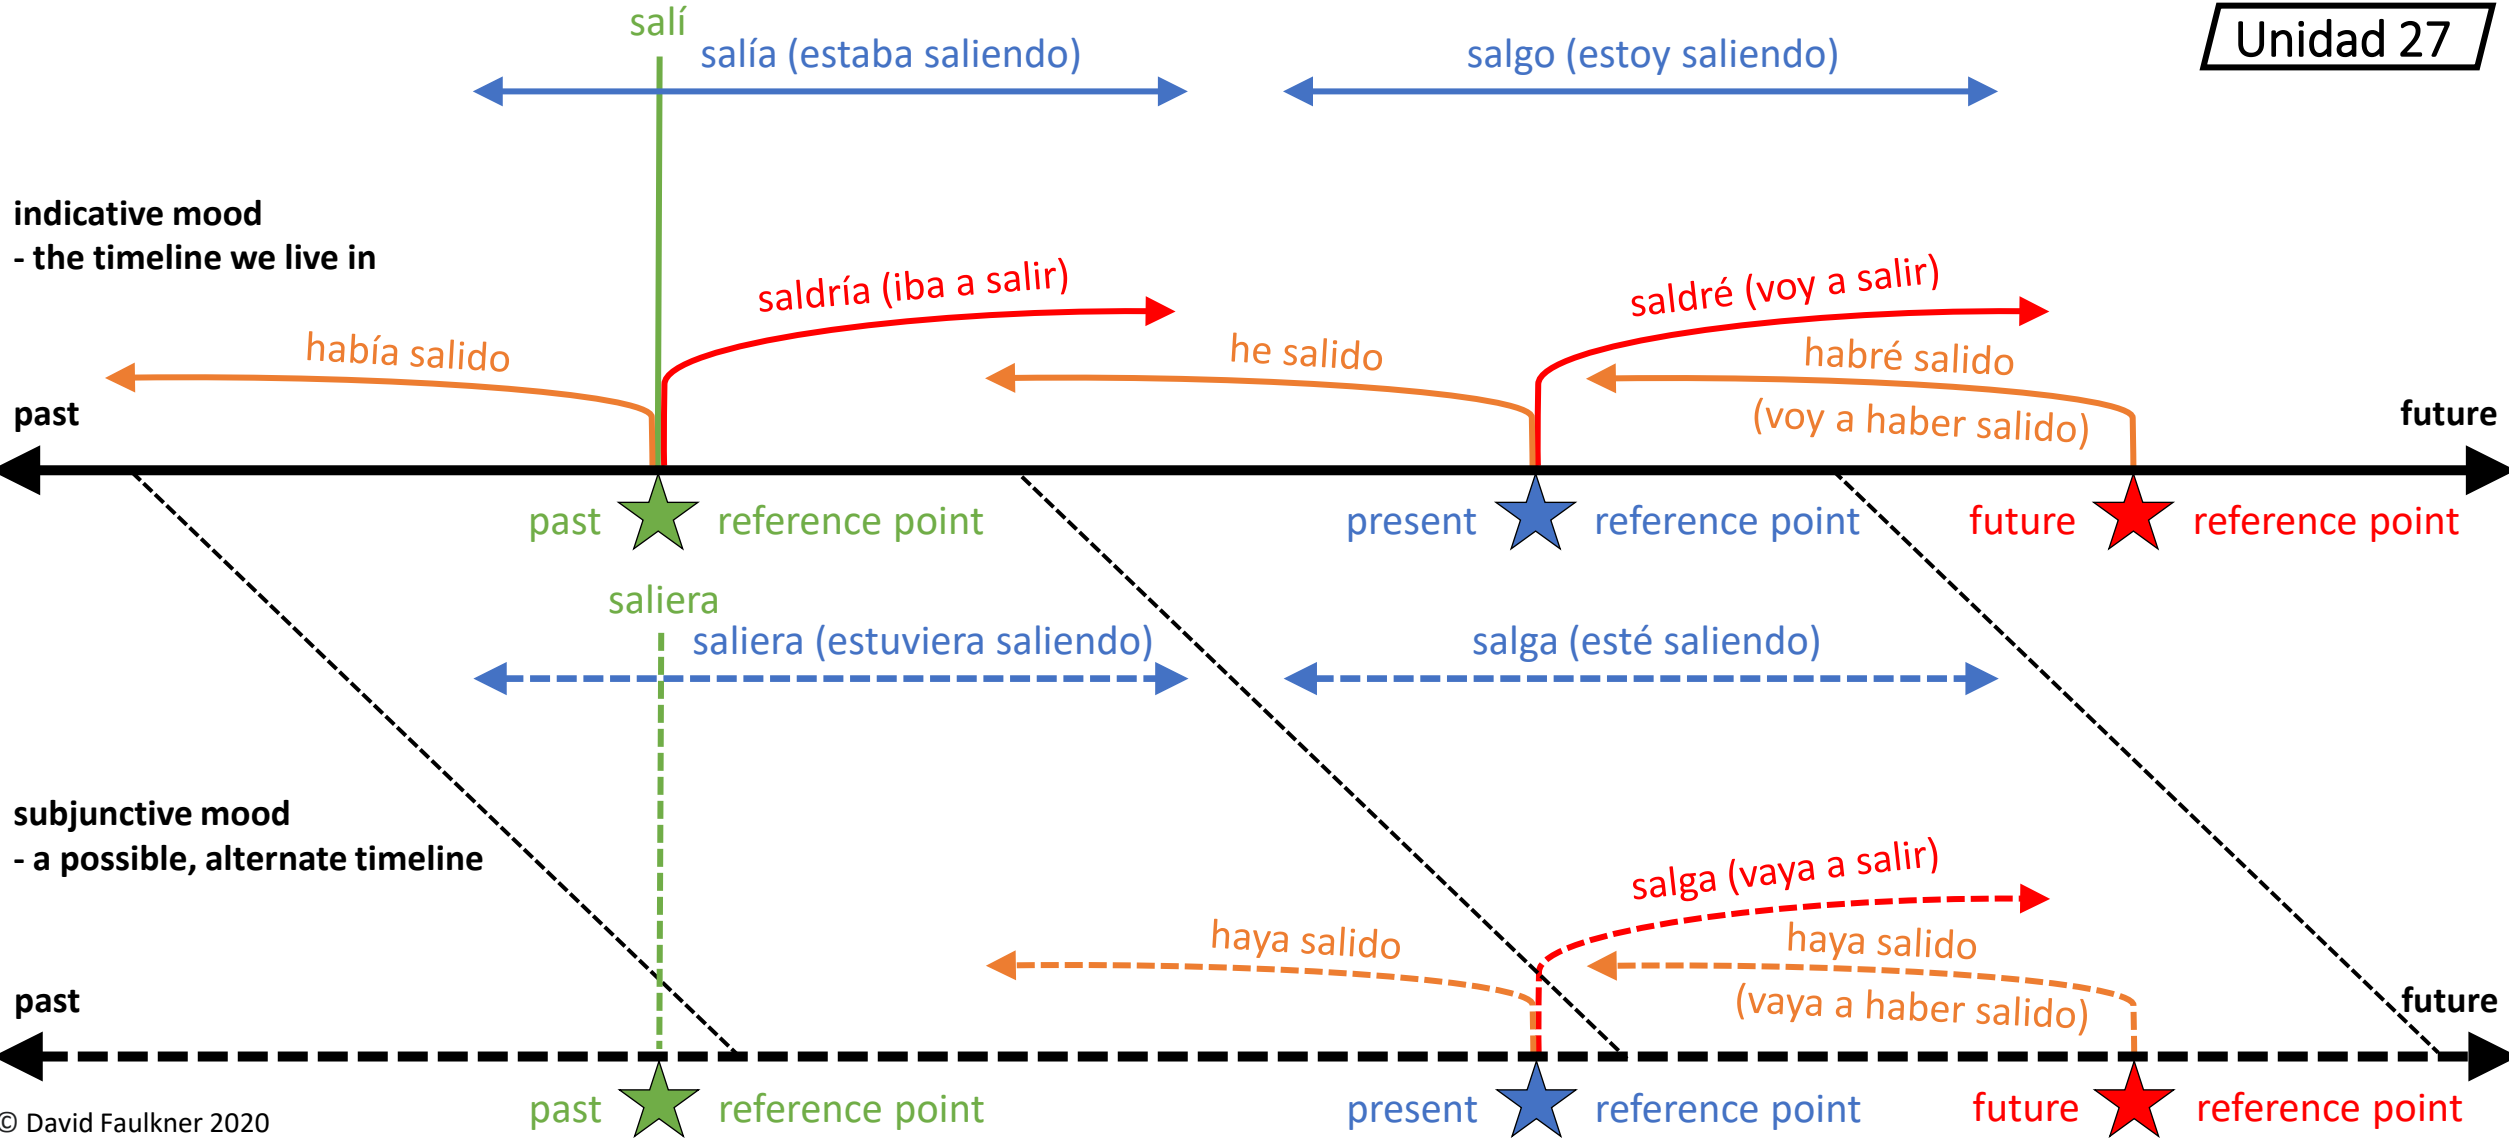 Unidad 27
salí
salía (estaba saliendo)
salgo (estoy saliendo)
indicative mood
- the timeline we live in
saldría (iba a salir)
saldré (voy a salir)
había salido
he salido
habré salido
(voy a haber salido)
past
future
past reference point
present reference point
future reference point
saliera
saliera (estuviera saliendo)
salga (esté saliendo)
subjunctive mood
- a possible, alternate timeline
salga (vaya a salir)
haya salido
haya salido
(vaya a haber salido)
past
future
past reference point
present reference point
future reference point
© David Faulkner 2020